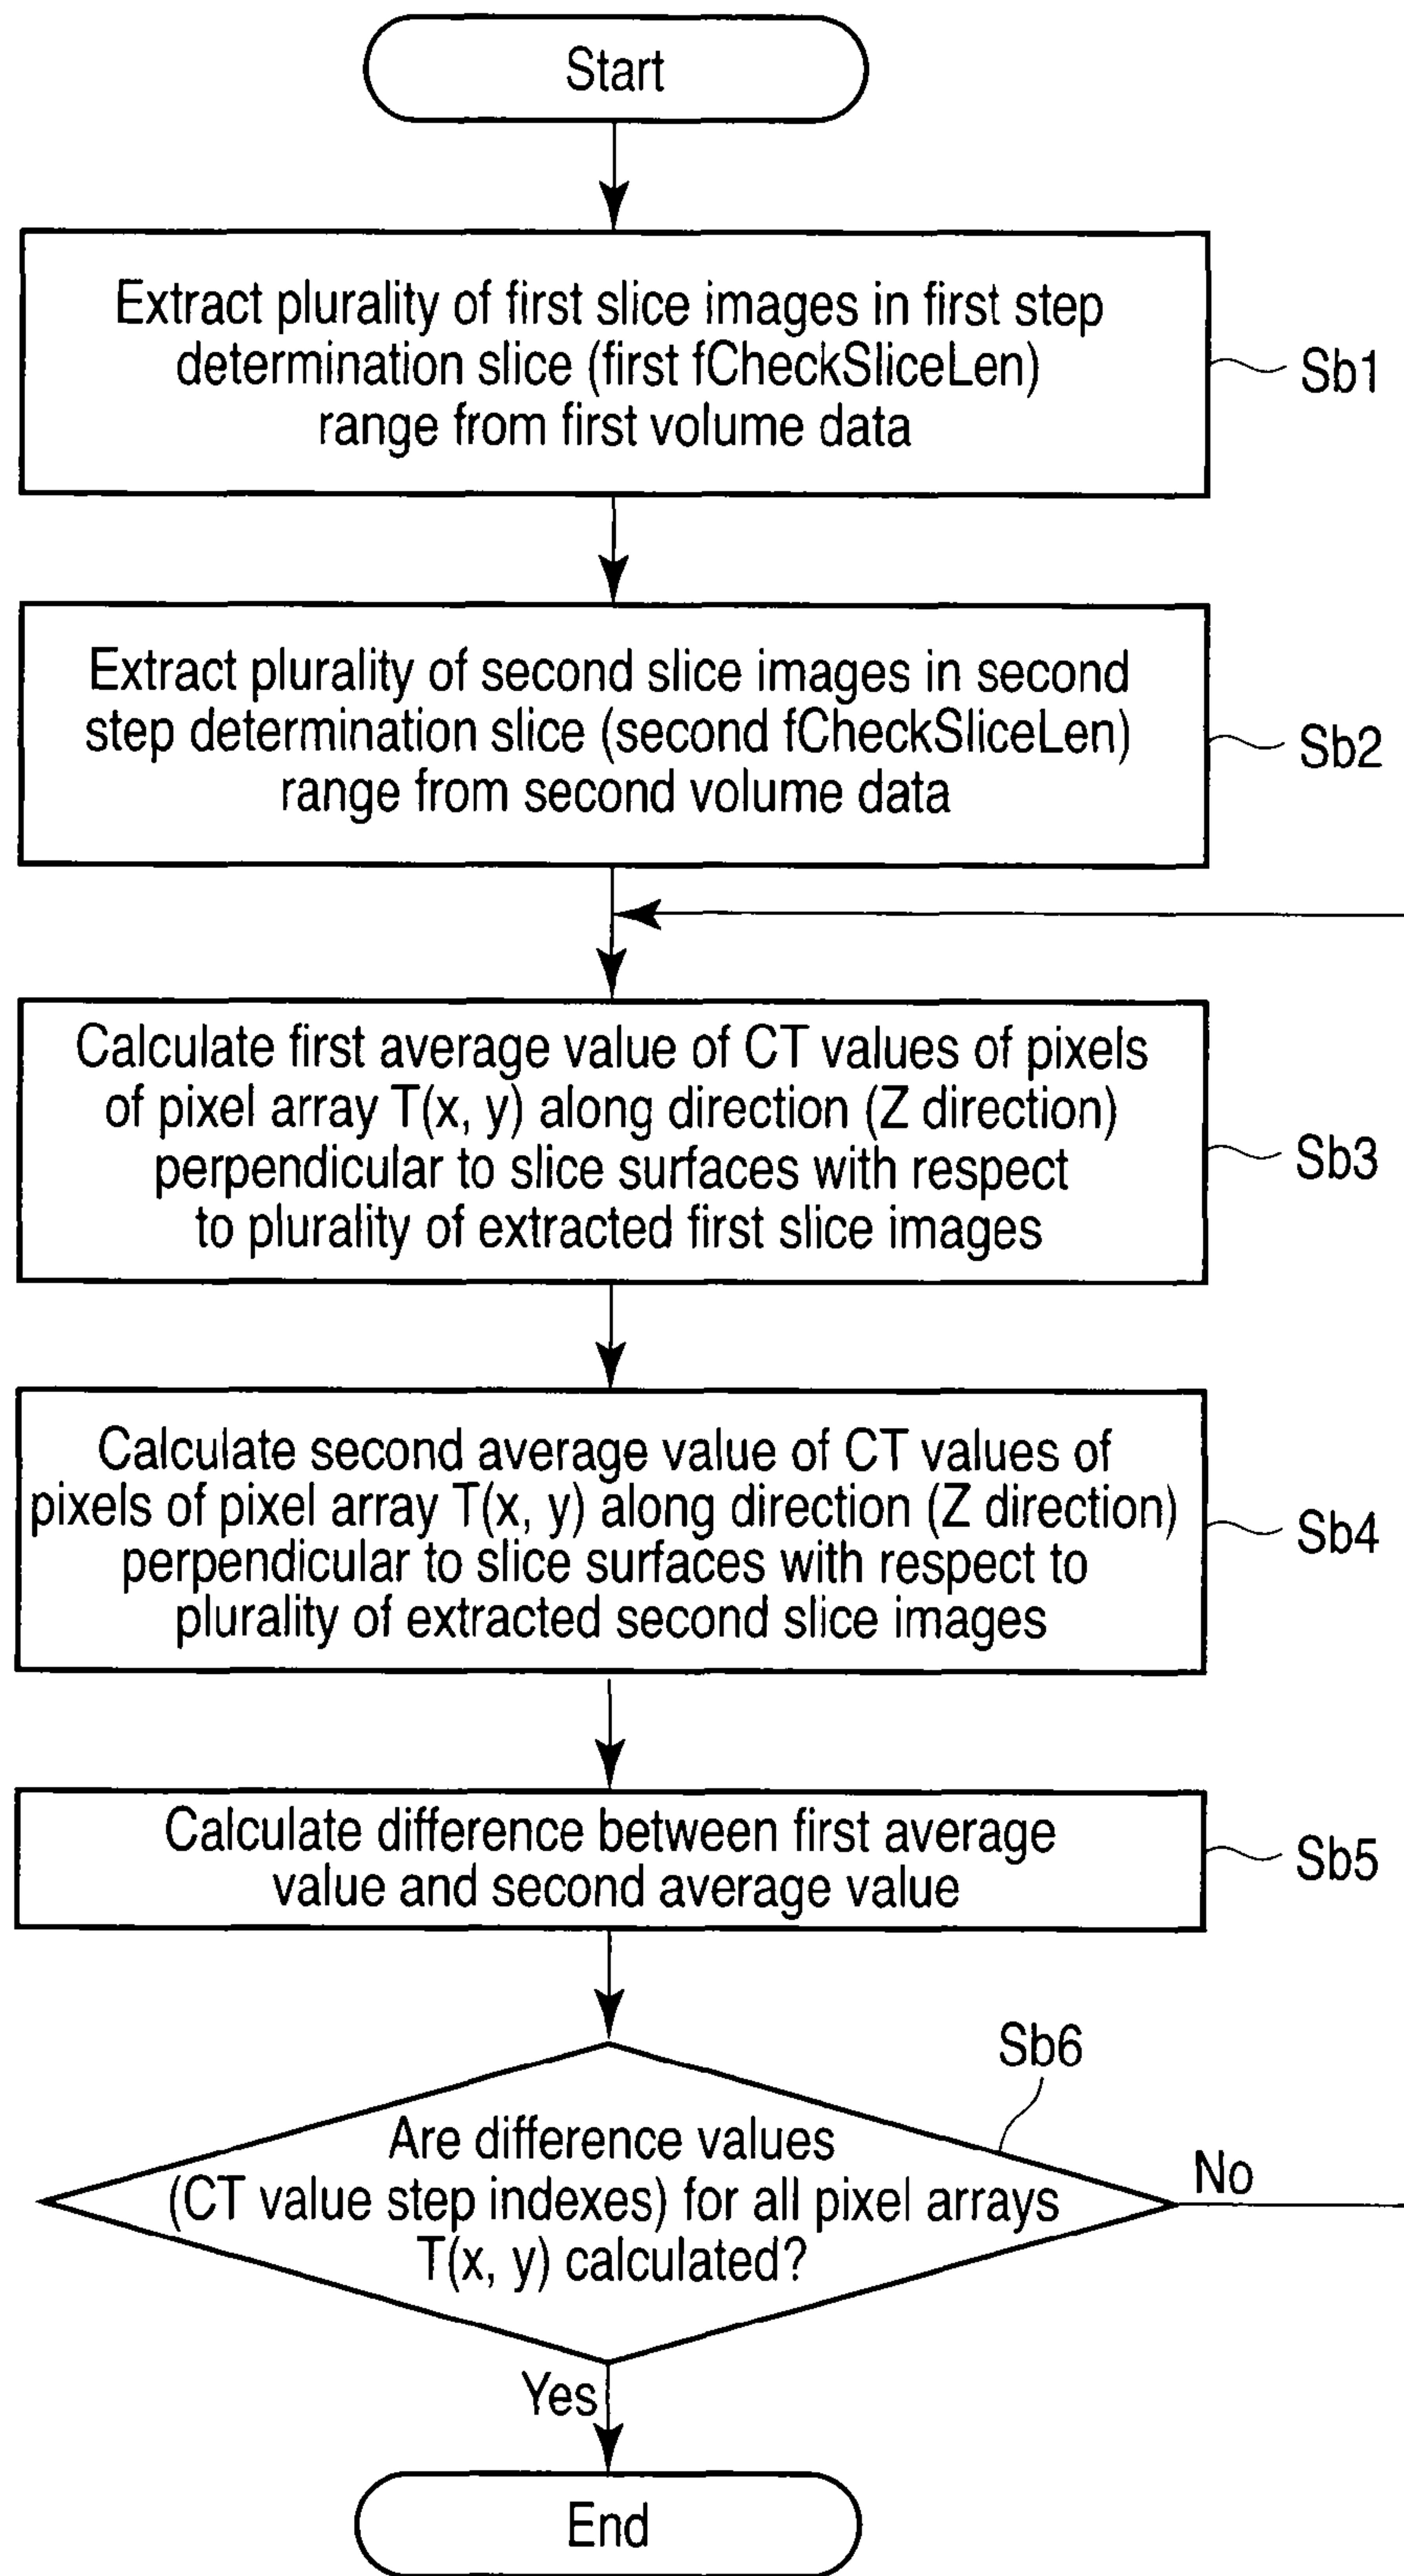 Start
Extract plurality of first slice images in first step
determination slice (first fCheckSliceLen)
range from first volume data
Sb1
Extract plurality of second slice images in second
step determination slice (second fCheckSliceLen)
range from second volume data
Sb2
Calculate first average value of CT values of pixels
of pixel array T(x, y) along direction (Z direction)
perpendicular to slice surfaces with respect
to plurality of extracted first slice images
Sb3
Calculate second average value of CT values of
pixels of pixel array T(x, y) along direction (Z direction)
perpendicular to slice surfaces with respect to
plurality of extracted second slice images
Sb4
Calculate difference between first average
value and second average value
Sb5
Sb6
Are difference values
(CT value step indexes) for all pixel arrays
T(x, y) calculated?
No
Yes
End